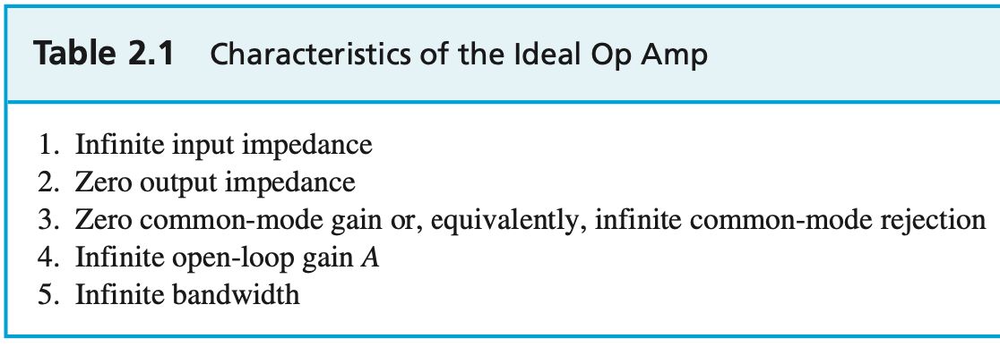 Table 2.1 Characteristics of the Ideal Op Amp
1. Infinite input impedance
2. Zero output impedance
3. Zero common-mode gain or, equivalently, infinite common-mode rejection
4. Infinite open-loop gain A
5. Infinite bandwidth